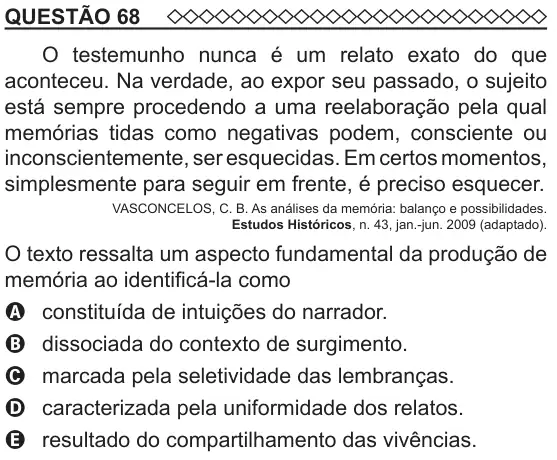 QUESTÃO 68
O testemunho nunca é um relato exato do que
aconteceu. Na verdade, ao expor seu passado, o sujeito
está sempre procedendo a uma reelaboração pela qual
memórias tidas como negativas podem, consciente ou
inconscientemente, ser esquecidas. Em certos momentos,
simplesmente para seguir em frente, é preciso esquecer.
VASCONCELOS, C. B. As análises da memória: balanço e possibilidades.
Estudos Históricos, n. 43, jan.-jun. 2009 (adaptado).
O texto ressalta um aspecto fundamental da produção de
memória ao identificá-la como
A constituída de intuições do narrador.
B dissociada do contexto de surgimento.
C marcada pela seletividade das lembranças.
D caracterizada pela uniformidade dos relatos.
E resultado do compartilhamento das vivências.